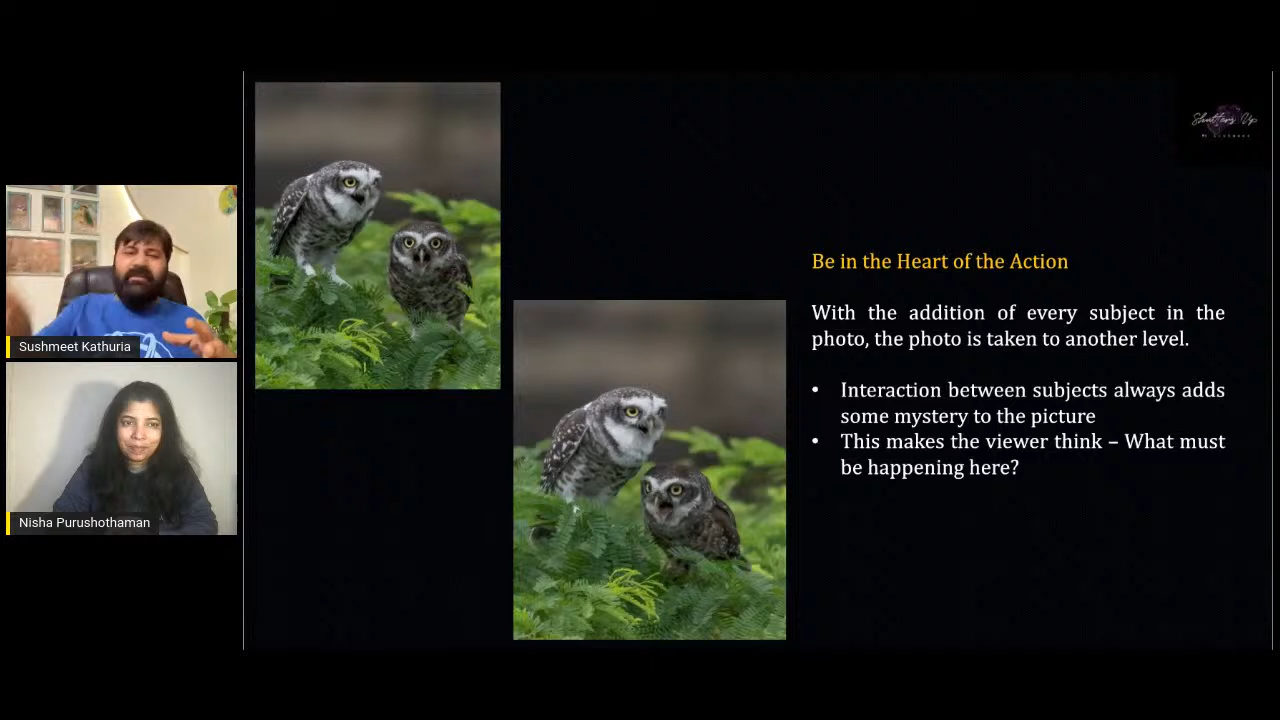 Shutters Up
Be in the Heart of the Action
With the addition of every subject in the
photo, the photo is taken to another level.
• Interaction between subjects always adds
some mystery to the picture
• This makes the viewer think – What must
be happening here?
Sushmeet Kathuria
Nisha Purushothaman